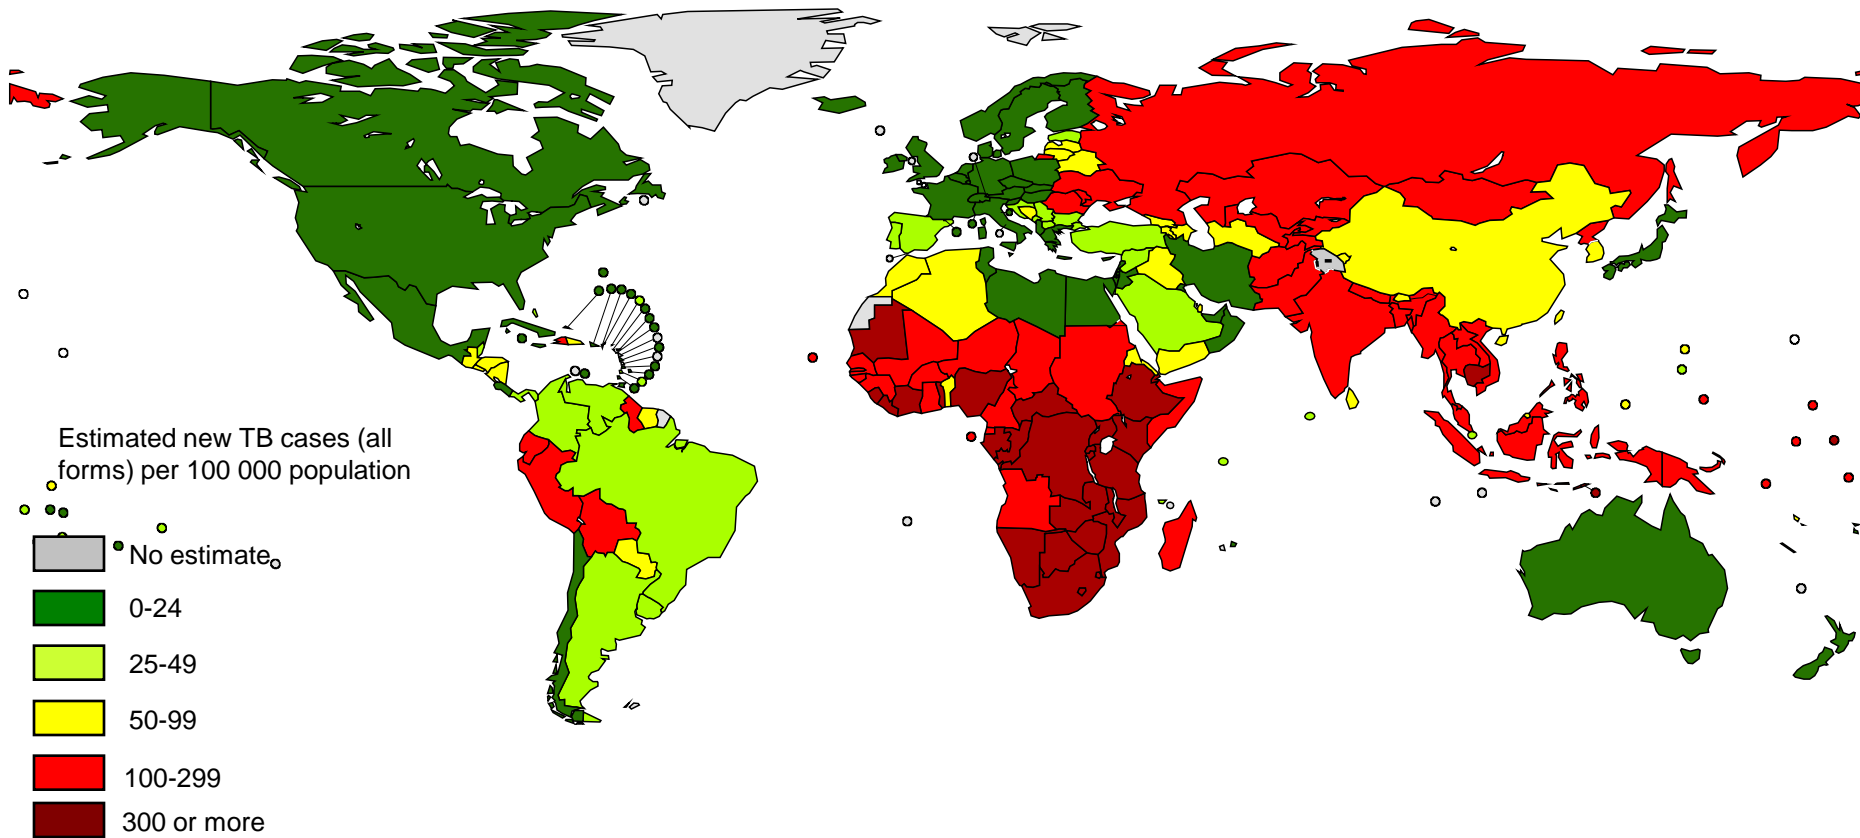 Estimated new TB cases (all
forms) per 100 000 population
No estimate
0-24
25-49
50-99
100-299
300 or more